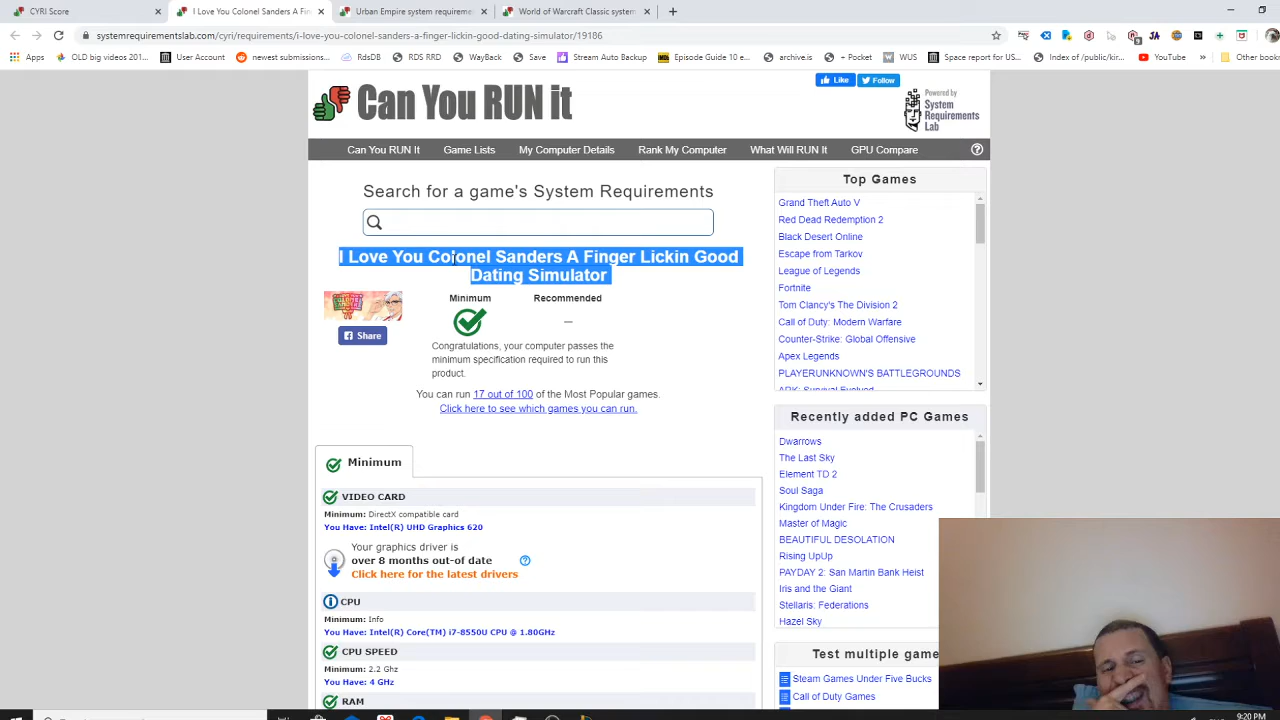 CYRI Score
I Love You Colonel Sanders A Fin
Urban Empire system requireme
World of Warcraft Classic system
systemrequirementslab.com/cyri/requirements/i-love-you-colonel-sanders-a-finger-lickin-good-dating-simulator/19186
Apps
OLD big videos 201...
User Account
newest submissions...
RdsDB
RDS RRD
WayBack
Save
Stream Auto Backup
Episode Guide 10 e...
archive.is
+ Pocket
WUS
Space report for US...
Index of /public/kir...
YouTube
Other books
Like
Follow
Can You RUN it
Powered by
System
Requirements
Lab
Can You RUN It
Game Lists
My Computer Details
Rank My Computer
What Will RUN It
GPU Compare
Search for a game's System Requirements
I Love You Colonel Sanders A Finger Lickin Good
Dating Simulator
Minimum
Recommended
Share
Congratulations, your computer passes the
minimum specification required to run this
product.
You can run 17 out of 100 of the Most Popular games.
Click here to see which games you can run.
Minimum
VIDEO CARD
Minimum: DirectX compatible card
You Have: Intel(R) UHD Graphics 620
Your graphics driver is
over 8 months out-of date
Click here for the latest drivers
CPU
Minimum: Info
You Have: Intel(R) Core(TM) i7-8550U CPU @ 1.80GHz
CPU SPEED
Minimum: 2.2 Ghz
You Have: 4 GHz
RAM
Top Games
Grand Theft Auto V
Red Dead Redemption 2
Black Desert Online
Escape from Tarkov
League of Legends
Fortnite
Tom Clancy's The Division 2
Call of Duty: Modern Warfare
Counter-Strike: Global Offensive
Apex Legends
PLAYERUNKNOWN'S BATTLEGROUNDS
ARK: Survival Evolved
Recently added PC Games
Dwarrows
The Last Sky
Element TD 2
Soul Saga
Kingdom Under Fire: The Crusaders
Master of Magic
BEAUTIFUL DESOLATION
Rising UpUp
PAYDAY 2: San Martin Bank Heist
Iris and the Giant
Stellaris: Federations
Hazel Sky
Test multiple game
Steam Games Under Five Bucks
Call of Duty Games
9:20 PM